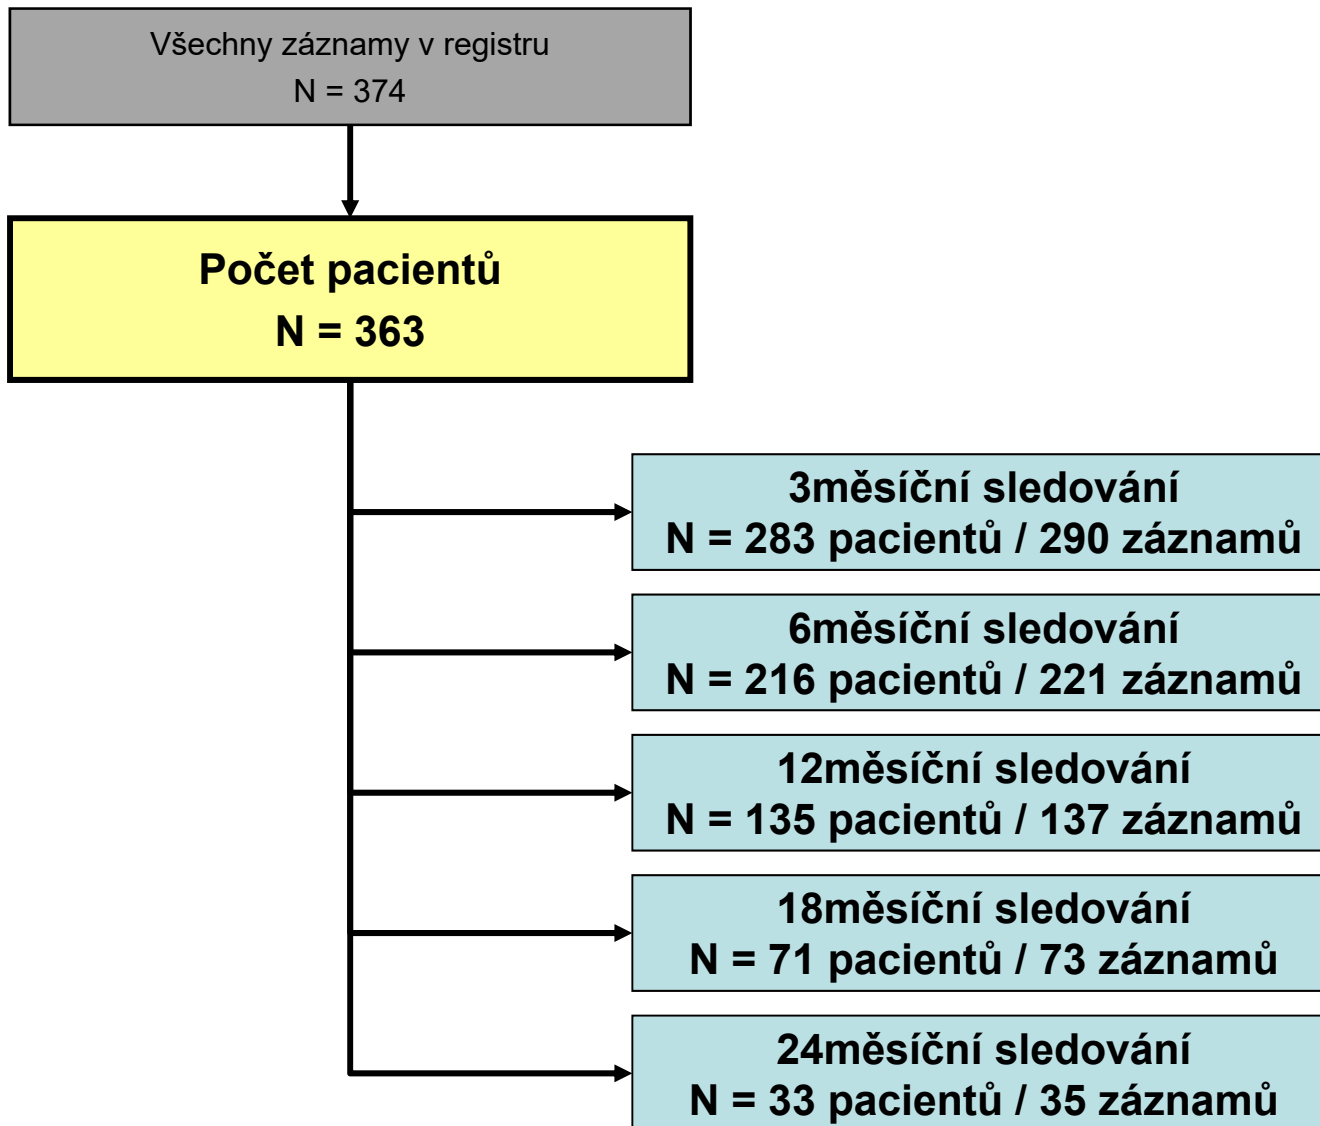 Všechny záznamy v registru
N = 374
Počet pacientů
N = 363
3měsíční sledování
N = 283 pacientů / 290 záznamů
6měsíční sledování
N = 216 pacientů / 221 záznamů
12měsíční sledování
N = 135 pacientů / 137 záznamů
18měsíční sledování
N = 71 pacientů / 73 záznamů
24měsíční sledování
N = 33 pacientů / 35 záznamů